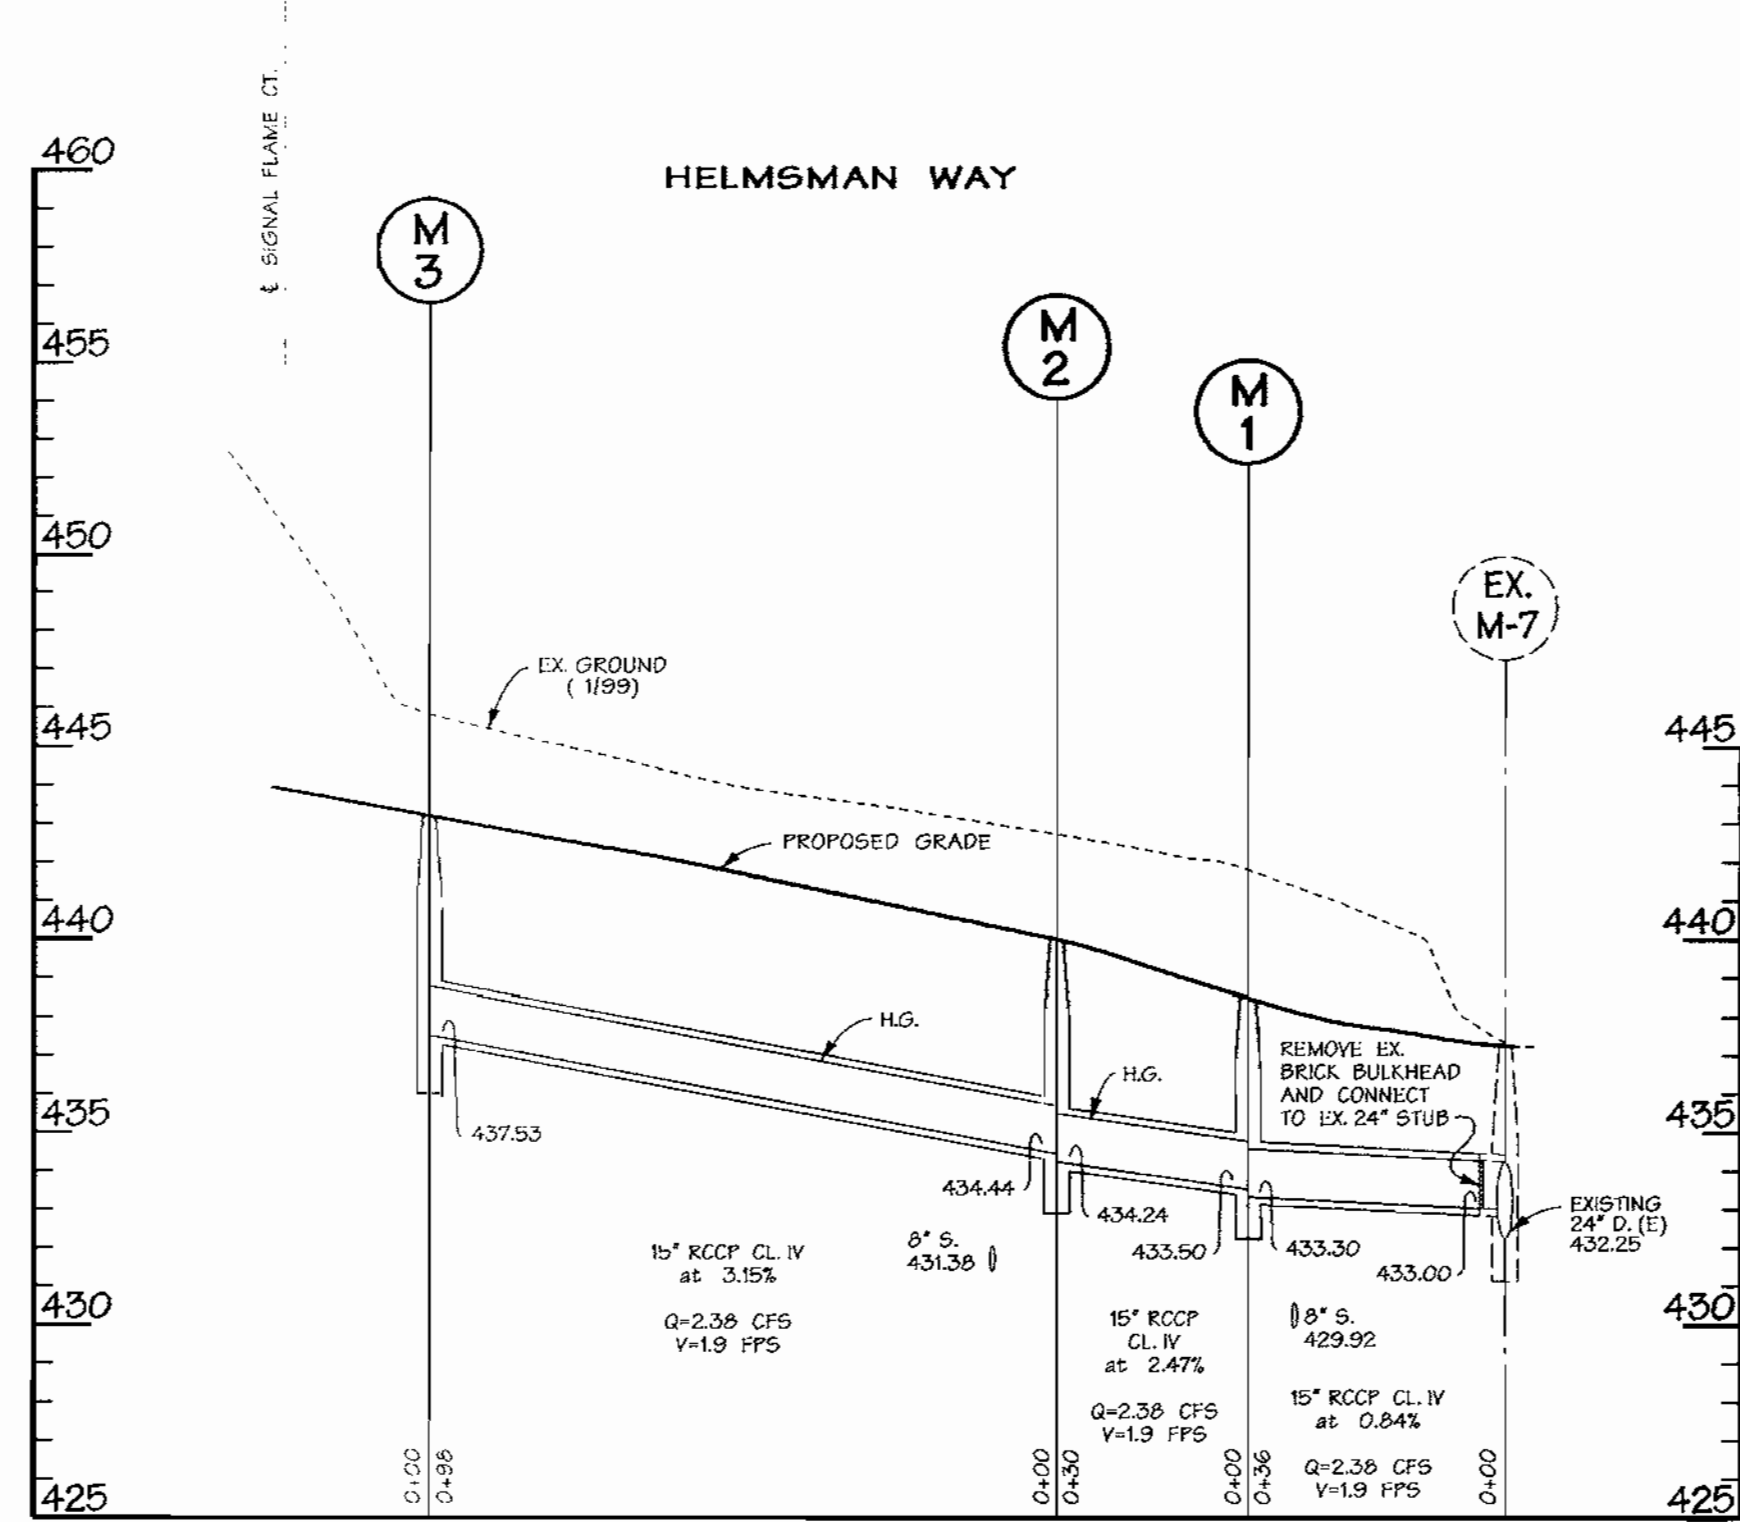 ℄ SIGNAL FLAME CT.
HELMSMAN WAY
460
455
450
445
440
435
430
425
M
3
M
2
M
1
EX.
M-7
EX. GROUND
( 1/99)
PROPOSED GRADE
H.G.
H.G.
REMOVE EX.
BRICK BULKHEAD
AND CONNECT
TO EX. 24" STUB
437.53
434.44
434.24
433.50
433.30
433.00
EXISTING
24" D. (E)
432.25
15" RCCP CL. IV
at 3.15%
Q=2.38 CFS
V=1.9 FPS
8" S.
431.38
15" RCCP
CL. IV
at 2.47%
Q=2.38 CFS
V=1.9 FPS
8" S.
429.92
15" RCCP CL. IV
at 0.84%
Q=2.38 CFS
V=1.9 FPS
0+00
0+98
0+00
0+30
0+00
0+36
0+00
445
440
435
430
425